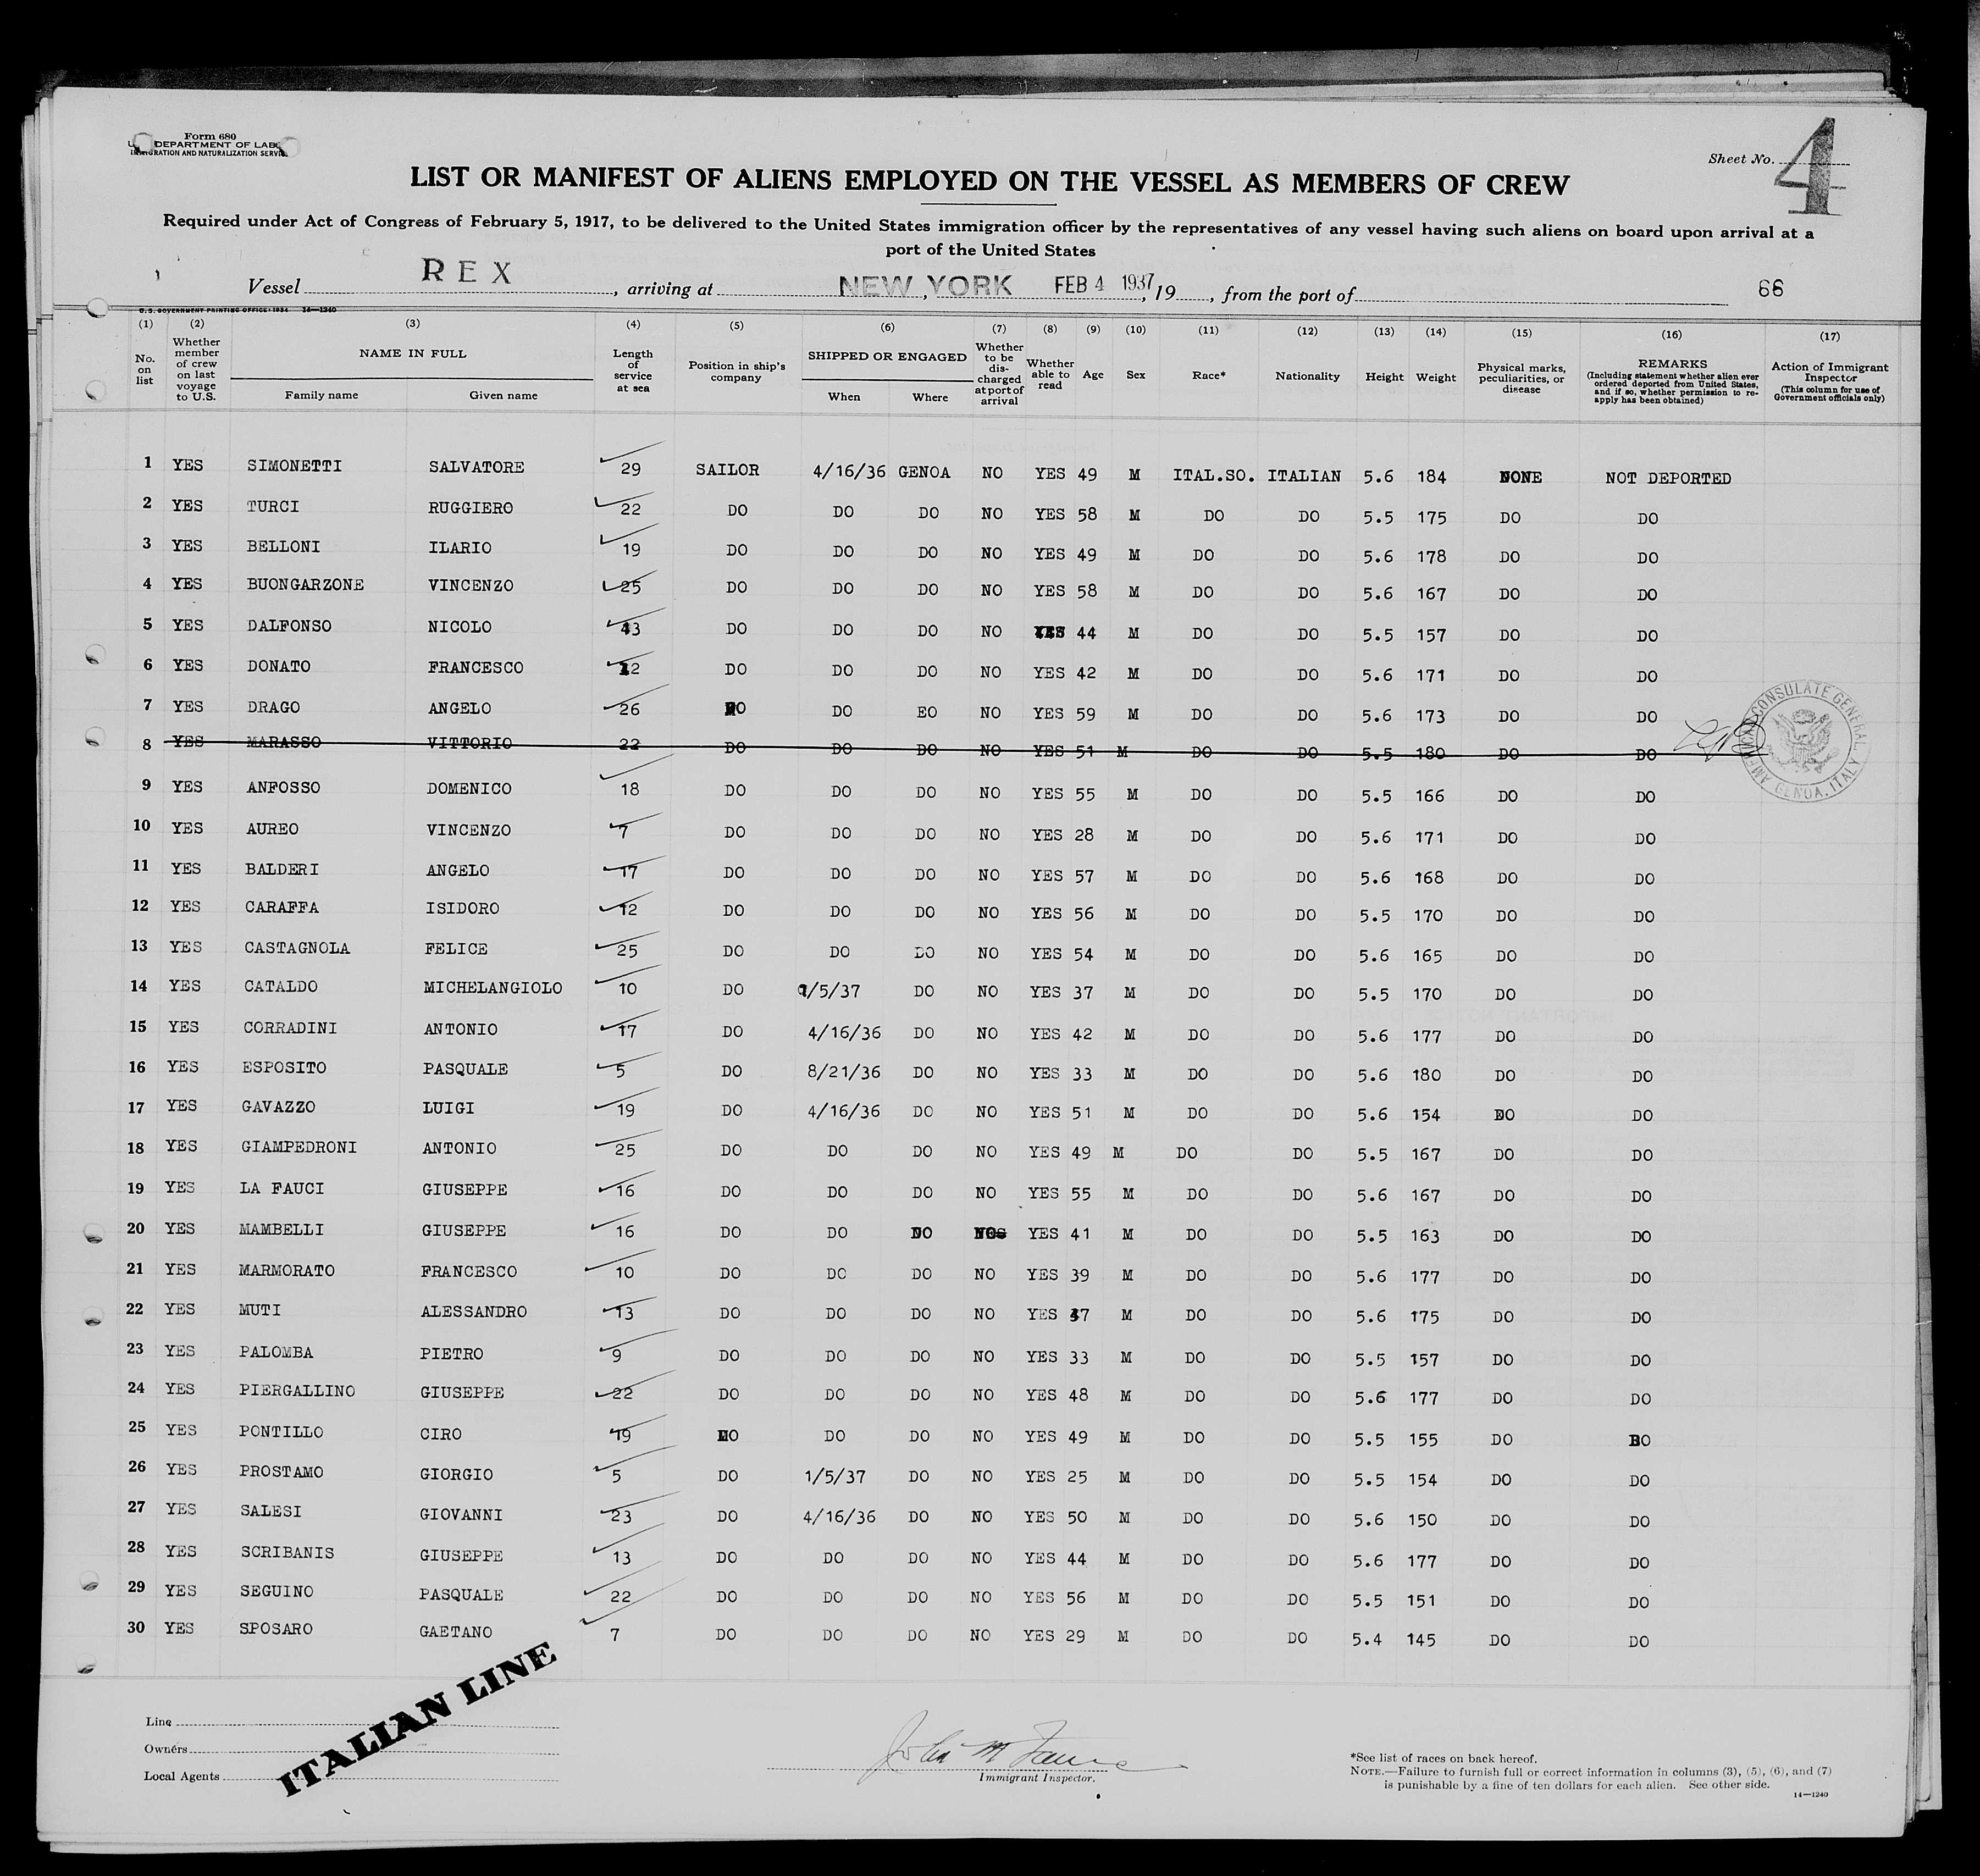 Form 680
DEPARTMENT OF LAB
IMMIGRATION AND NATURALIZATION SERVI
Sheet No. 4
LIST OR MANIFEST OF ALIENS EMPLOYED ON THE VESSEL AS MEMBERS OF CREW
Required under Act of Congress of February 5, 1917, to be delivered to the United States immigration officer by the representatives of any vessel having such aliens on board upon arrival at a
port of the United States
Vessel REX, arriving at NEW YORK FEB 4 1937, 19, from the port of 66
U.S. GOVERNMENT PRINTING OFFICE: 1934 14—1240
(1) (2) (3) (4) (5) (6) (7) (8) (9) (10) (11) (12) (13) (14) (15) (16) (17)
No. on list
Whether member of crew on last voyage to U.S.
NAME IN FULL
Family name Given name
Length of service at sea
Position in ship's company
SHIPPED OR ENGAGED
When Where
Whether to be discharged at port of arrival
Whether able to read
Age
Sex
Race*
Nationality
Height
Weight
Physical marks, peculiarities, or disease
REMARKS
(Including statement whether alien ever ordered deported from United States, and if so, whether permission to re-apply has been obtained)
Action of Immigrant Inspector
(This column for use of Government officials only)
1 YES SIMONETTI SALVATORE 29 SAILOR 4/16/36 GENOA NO YES 49 M ITAL.SO. ITALIAN 5.6 184 NONE NOT DEPORTED
2 YES TURCI RUGGIERO 22 DO DO DO NO YES 58 M DO DO 5.5 175 DO DO
3 YES BELLONI ILARIO 19 DO DO DO NO YES 49 M DO DO 5.6 178 DO DO
4 YES BUONGARZONE VINCENZO 25 DO DO DO NO YES 58 M DO DO 5.6 167 DO DO
5 YES DALFONSO NICOLO 43 DO DO DO NO YES 44 M DO DO 5.5 157 DO DO
6 YES DONATO FRANCESCO DO DO DO NO YES 42 M DO DO 5.6 171 DO DO
7 YES DRAGO ANGELO 26 DO DO EO NO YES 59 M DO DO 5.6 173 DO DO
8 YES MARASSO VITTORIO 22 DO DO DO NO YES 51 M DO DO 5.5 180 DO DO
AMERICAN CONSULATE GENERAL GENOA, ITALY
9 YES ANFOSSO DOMENICO 18 DO DO DO NO YES 55 M DO DO 5.5 166 DO DO
10 YES AUREO VINCENZO 7 DO DO DO NO YES 28 M DO DO 5.6 171 DO DO
11 YES BALDERI ANGELO 17 DO DO DO NO YES 57 M DO DO 5.6 168 DO DO
12 YES CARAFFA ISIDORO 12 DO DO DO NO YES 56 M DO DO 5.5 170 DO DO
13 YES CASTAGNOLA FELICE 25 DO DO DO NO YES 54 M DO DO 5.6 165 DO DO
14 YES CATALDO MICHELANGIOLO 10 DO 1/5/37 DO NO YES 37 M DO DO 5.5 170 DO DO
15 YES CORRADINI ANTONIO 17 DO 4/16/36 DO NO YES 42 M DO DO 5.6 177 DO DO
16 YES ESPOSITO PASQUALE 5 DO 8/21/36 DO NO YES 33 M DO DO 5.6 180 DO DO
17 YES GAVAZZO LUIGI 19 DO 4/16/36 DO NO YES 51 M DO DO 5.6 154 DO DO
18 YES GIAMPEDRONI ANTONIO 25 DO DO DO NO YES 49 M DO DO 5.5 167 DO DO
19 YES LA FAUCI GIUSEPPE 16 DO DO DO NO YES 55 M DO DO 5.6 167 DO DO
20 YES MAMBELLI GIUSEPPE 16 DO DO DO NO YES 41 M DO DO 5.5 163 DO DO
21 YES MARMORATO FRANCESCO 10 DO DO DO NO YES 39 M DO DO 5.6 177 DO DO
22 YES MUTI ALESSANDRO 13 DO DO DO NO YES 37 M DO DO 5.6 175 DO DO
23 YES PALOMBA PIETRO 9 DO DO DO NO YES 33 M DO DO 5.5 157 DO DO
24 YES PIERGALLINO GIUSEPPE 22 DO DO DO NO YES 48 M DO DO 5.6 177 DO DO
25 YES PONTILLO CIRO 19 DO DO DO NO YES 49 M DO DO 5.5 155 DO DO
26 YES PROSTAMO GIORGIO 5 DO 1/5/37 DO NO YES 25 M DO DO 5.5 154 DO DO
27 YES SALESI GIOVANNI 23 DO 4/16/36 DO NO YES 50 M DO DO 5.6 150 DO DO
28 YES SCRIBANIS GIUSEPPE 13 DO DO DO NO YES 44 M DO DO 5.6 177 DO DO
29 YES SEGUINO PASQUALE 22 DO DO DO NO YES 56 M DO DO 5.5 151 DO DO
30 YES SPOSARO GAETANO 7 DO DO DO NO YES 29 M DO DO 5.4 145 DO DO
Line
Owners
Local Agents
ITALIAN LINE
John M
Immigrant Inspector.
*See list of races on back hereof.
NOTE.—Failure to furnish full or correct information in columns (3), (5), (6), and (7)
is punishable by a fine of ten dollars for each alien. See other side.
14—1240